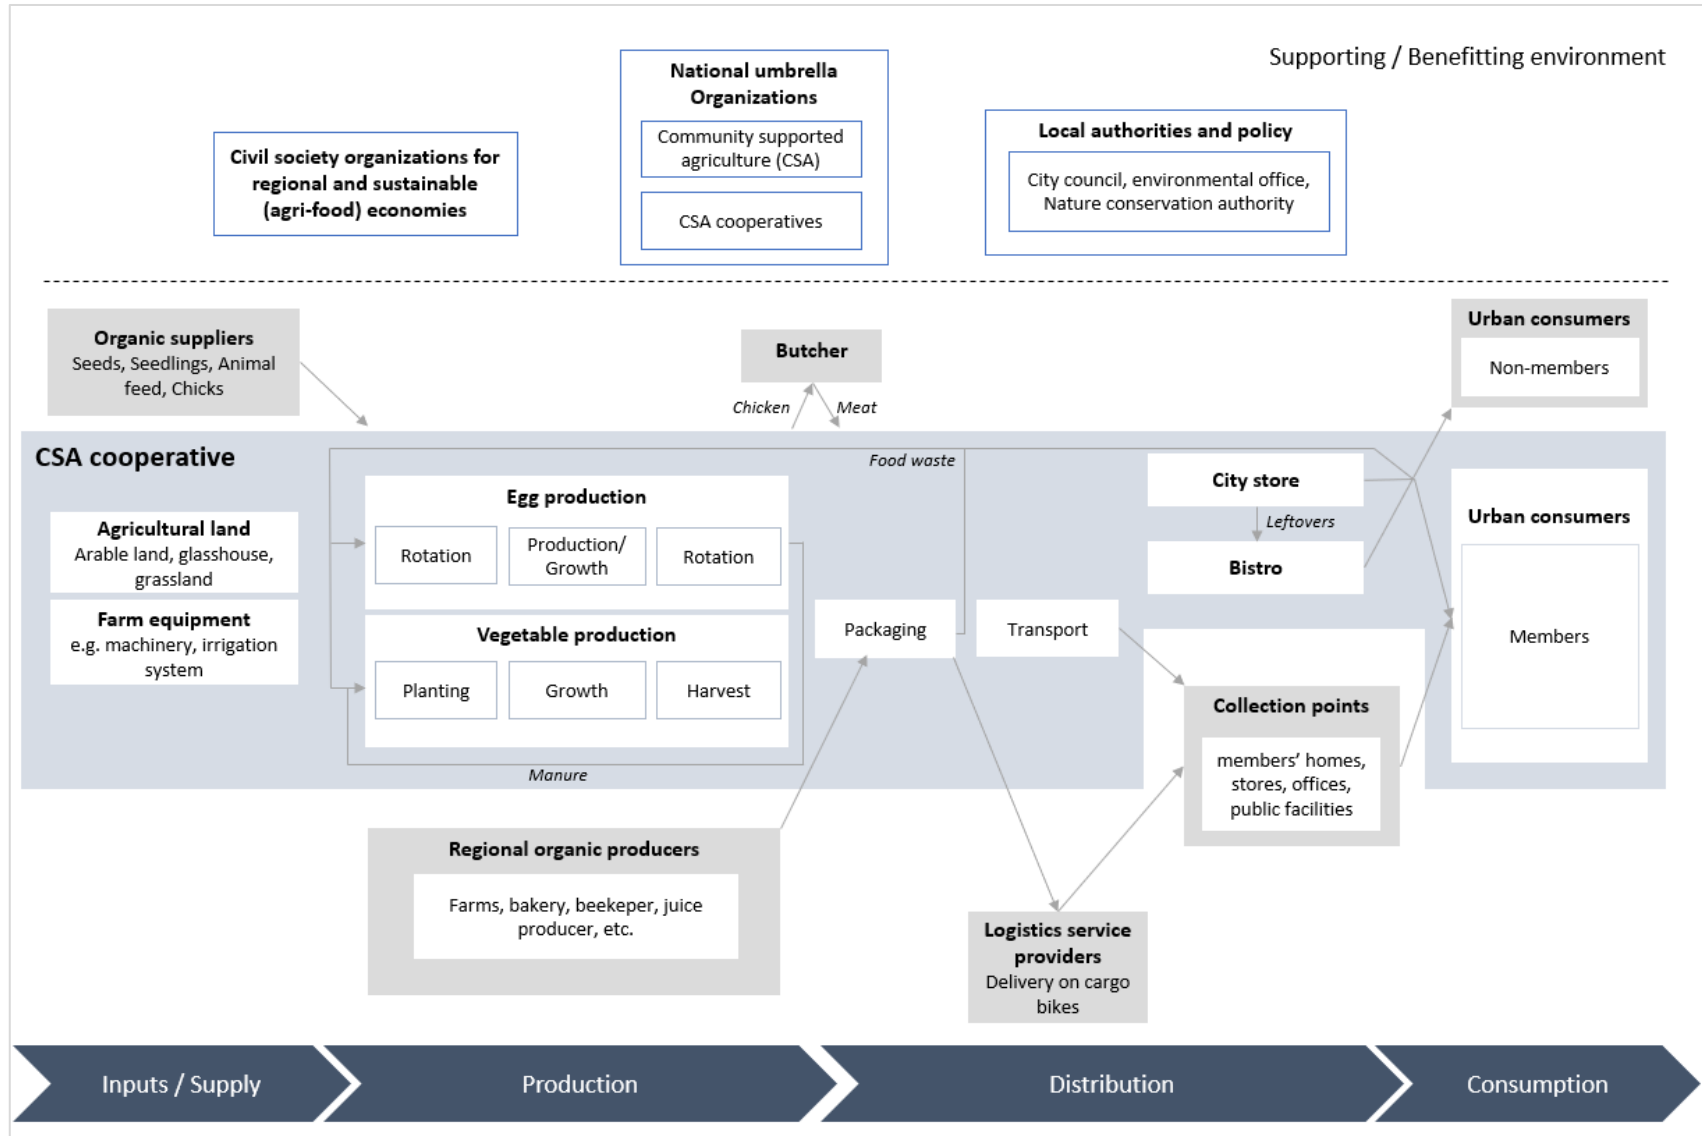 Supporting / Benefitting environment
National umbrella
Organizations
Community supported
agriculture (CSA)
CSA cooperatives
Local authorities and policy
City council, environmental office,
Nature conservation authority
Civil society organizations for
regional and sustainable
(agri-food) economies
Organic suppliers
Seeds, Seedlings, Animal
feed, Chicks
Butcher
Chicken
Meat
Urban consumers
Non-members
CSA cooperative
Food waste
Agricultural land
Arable land, glasshouse,
grassland
Farm equipment
e.g. machinery, irrigation
system
Egg production
Rotation
Production/
Growth
Rotation
Vegetable production
Planting
Growth
Harvest
Manure
Packaging
Transport
City store
Leftovers
Bistro
Urban consumers
Members
Collection points
members’ homes,
stores, offices,
public facilities
Regional organic producers
Farms, bakery, beekeper, juice
producer, etc.
Logistics service
providers
Delivery on cargo
bikes
Inputs / Supply
Production
Distribution
Consumption